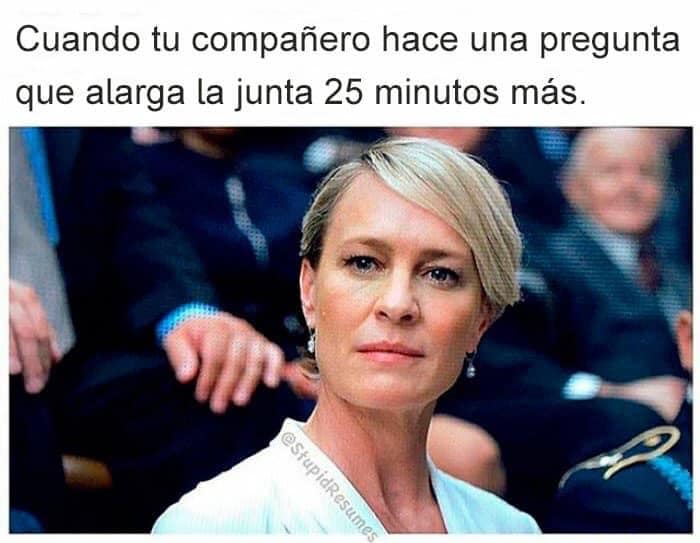 Cuando tu compañero hace una pregunta
que alarga la junta 25 minutos más.
@StupidResumes